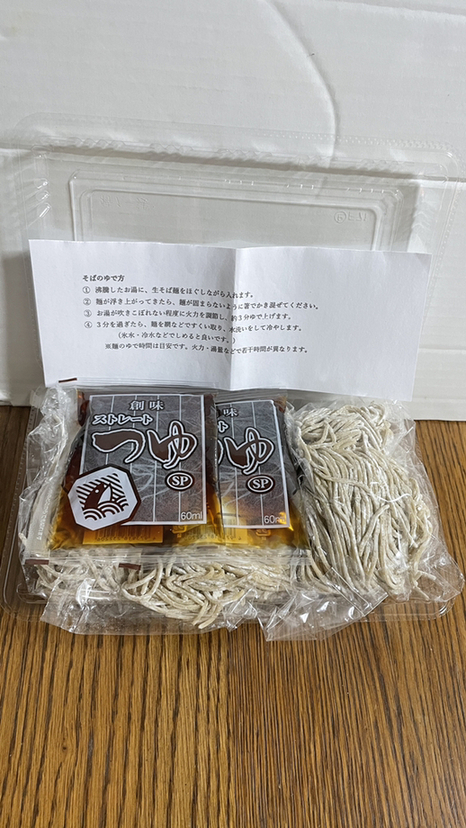 そばのゆで方
① 沸騰したお湯に、生そば麺をほぐしながら入れます。
② 麺が浮き上がってきたら、麺が固まらないように箸でかき混ぜてください。
③ お湯が吹きこぼれない程度に火力を調節し、約3分ゆで上げます。
④ 3分を過ぎたら、麺を網などですくい取り、水洗いをして冷やします。
（氷水・冷水などでしめると良いです。）
※麺のゆで時間は目安です。火力・湯量などで若干時間が異なります。
創味
ストレート
つゆ
SP
60ml
味
ート
ゆ
SP
60m